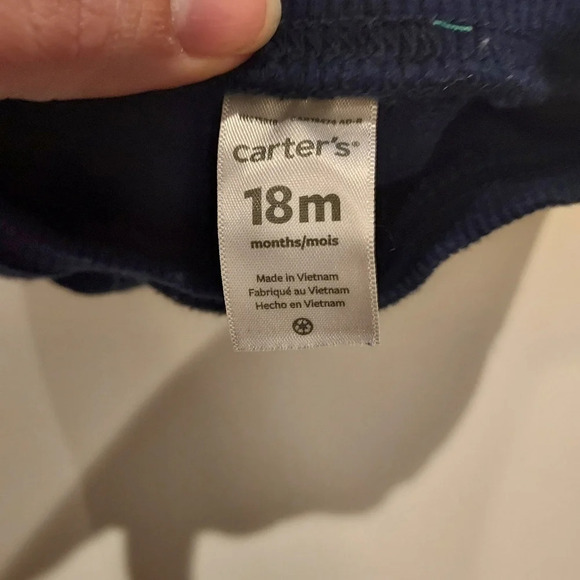 carter's®
18m
months/mois
Made in Vietnam
Fabriqué au Vietnam
Hecho en Vietnam